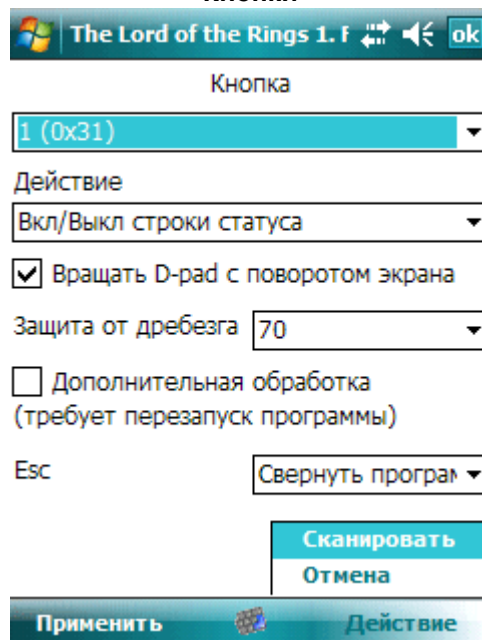 The Lord of the Rings 1. F
ok
Кнопка
1 (0x31)
Действие
Вкл/Выкл строки статуса
Вращать D-pad с поворотом экрана
Защита от дребезга 70
Дополнительная обработка
(требует перезапуск программы)
Esc Свернуть програм
Сканировать
Отмена
Применить Действие